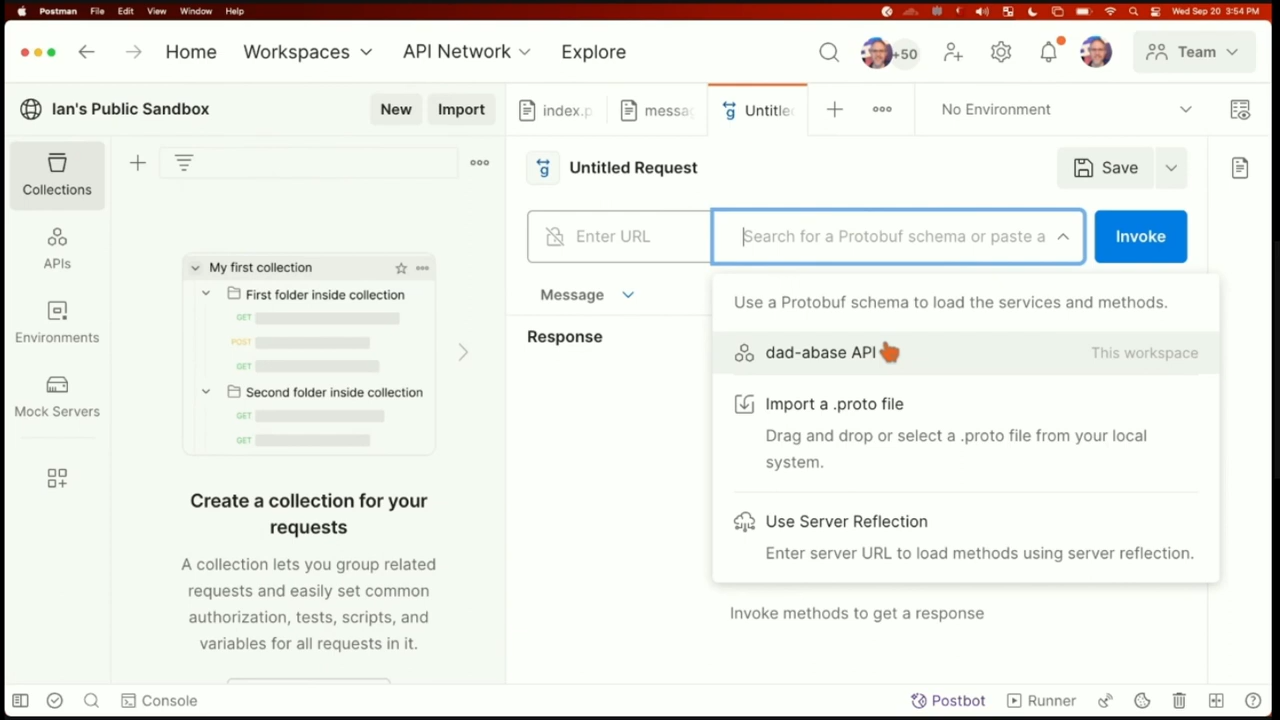 Postman File Edit View Window Help Wed Sep 20 3:54 PM
Home Workspaces API Network Explore +50 Team
Ian's Public Sandbox New Import
index.p messa Untitle No Environment
Collections
APIs
Environments
Mock Servers
My first collection
First folder inside collection
GET
POST
GET
Second folder inside collection
GET
GET
Create a collection for your
requests
A collection lets you group related
requests and easily set common
authorization, tests, scripts, and
variables for all requests in it.
Untitled Request Save
Enter URL Search for a Protobuf schema or paste a Invoke
Message
Response
Use a Protobuf schema to load the services and methods.
dad-abase API This workspace
Import a .proto file
Drag and drop or select a .proto file from your local
system.
Use Server Reflection
Enter server URL to load methods using server reflection.
Invoke methods to get a response
Console Postbot Runner